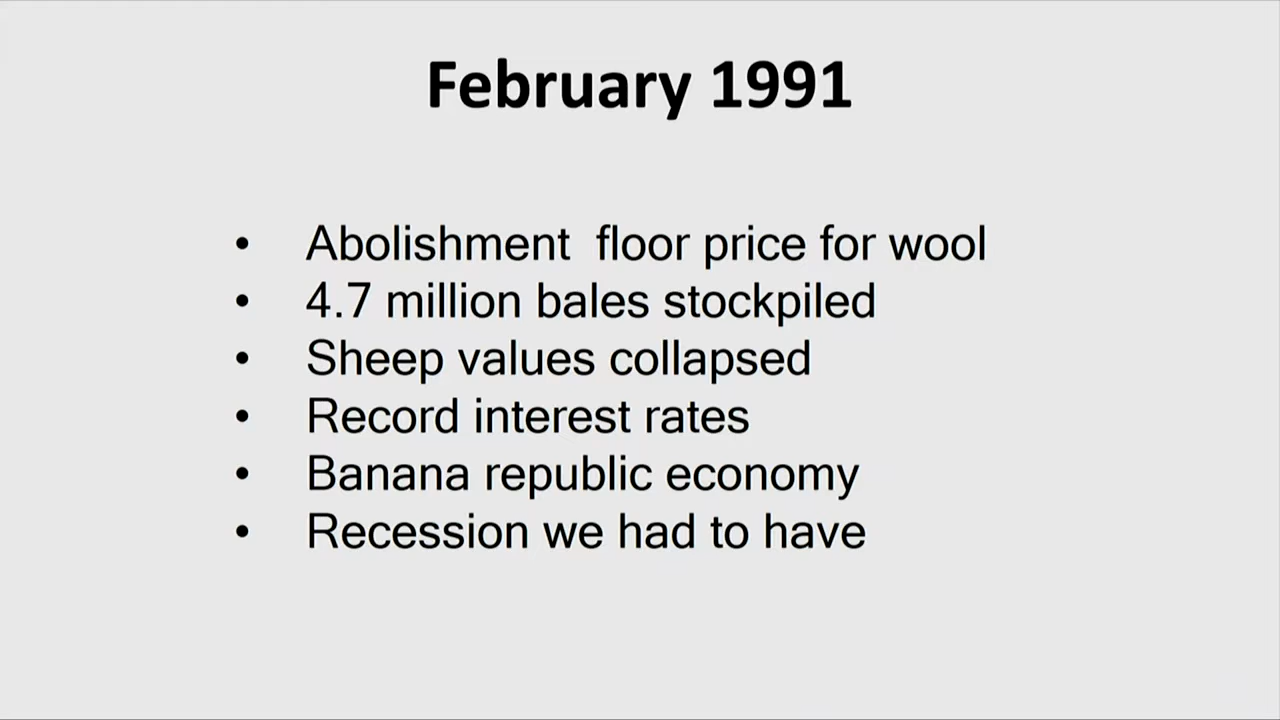 February 1991
• Abolishment  floor price for wool
• 4.7 million bales stockpiled
• Sheep values collapsed
• Record interest rates
• Banana republic economy
• Recession we had to have